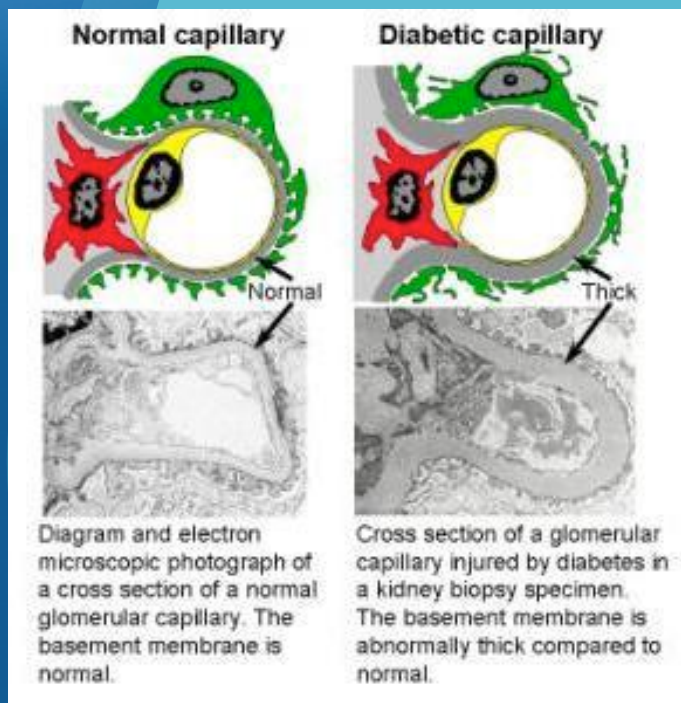 Normal capillary
Diabetic capillary
Normal
Thick
Diagram and electron
microscopic photograph of
a cross section of a normal
glomerular capillary. The
basement membrane is
normal.
Cross section of a glomerular
capillary injured by diabetes in
a kidney biopsy specimen.
The basement membrane is
abnormally thick compared to
normal.